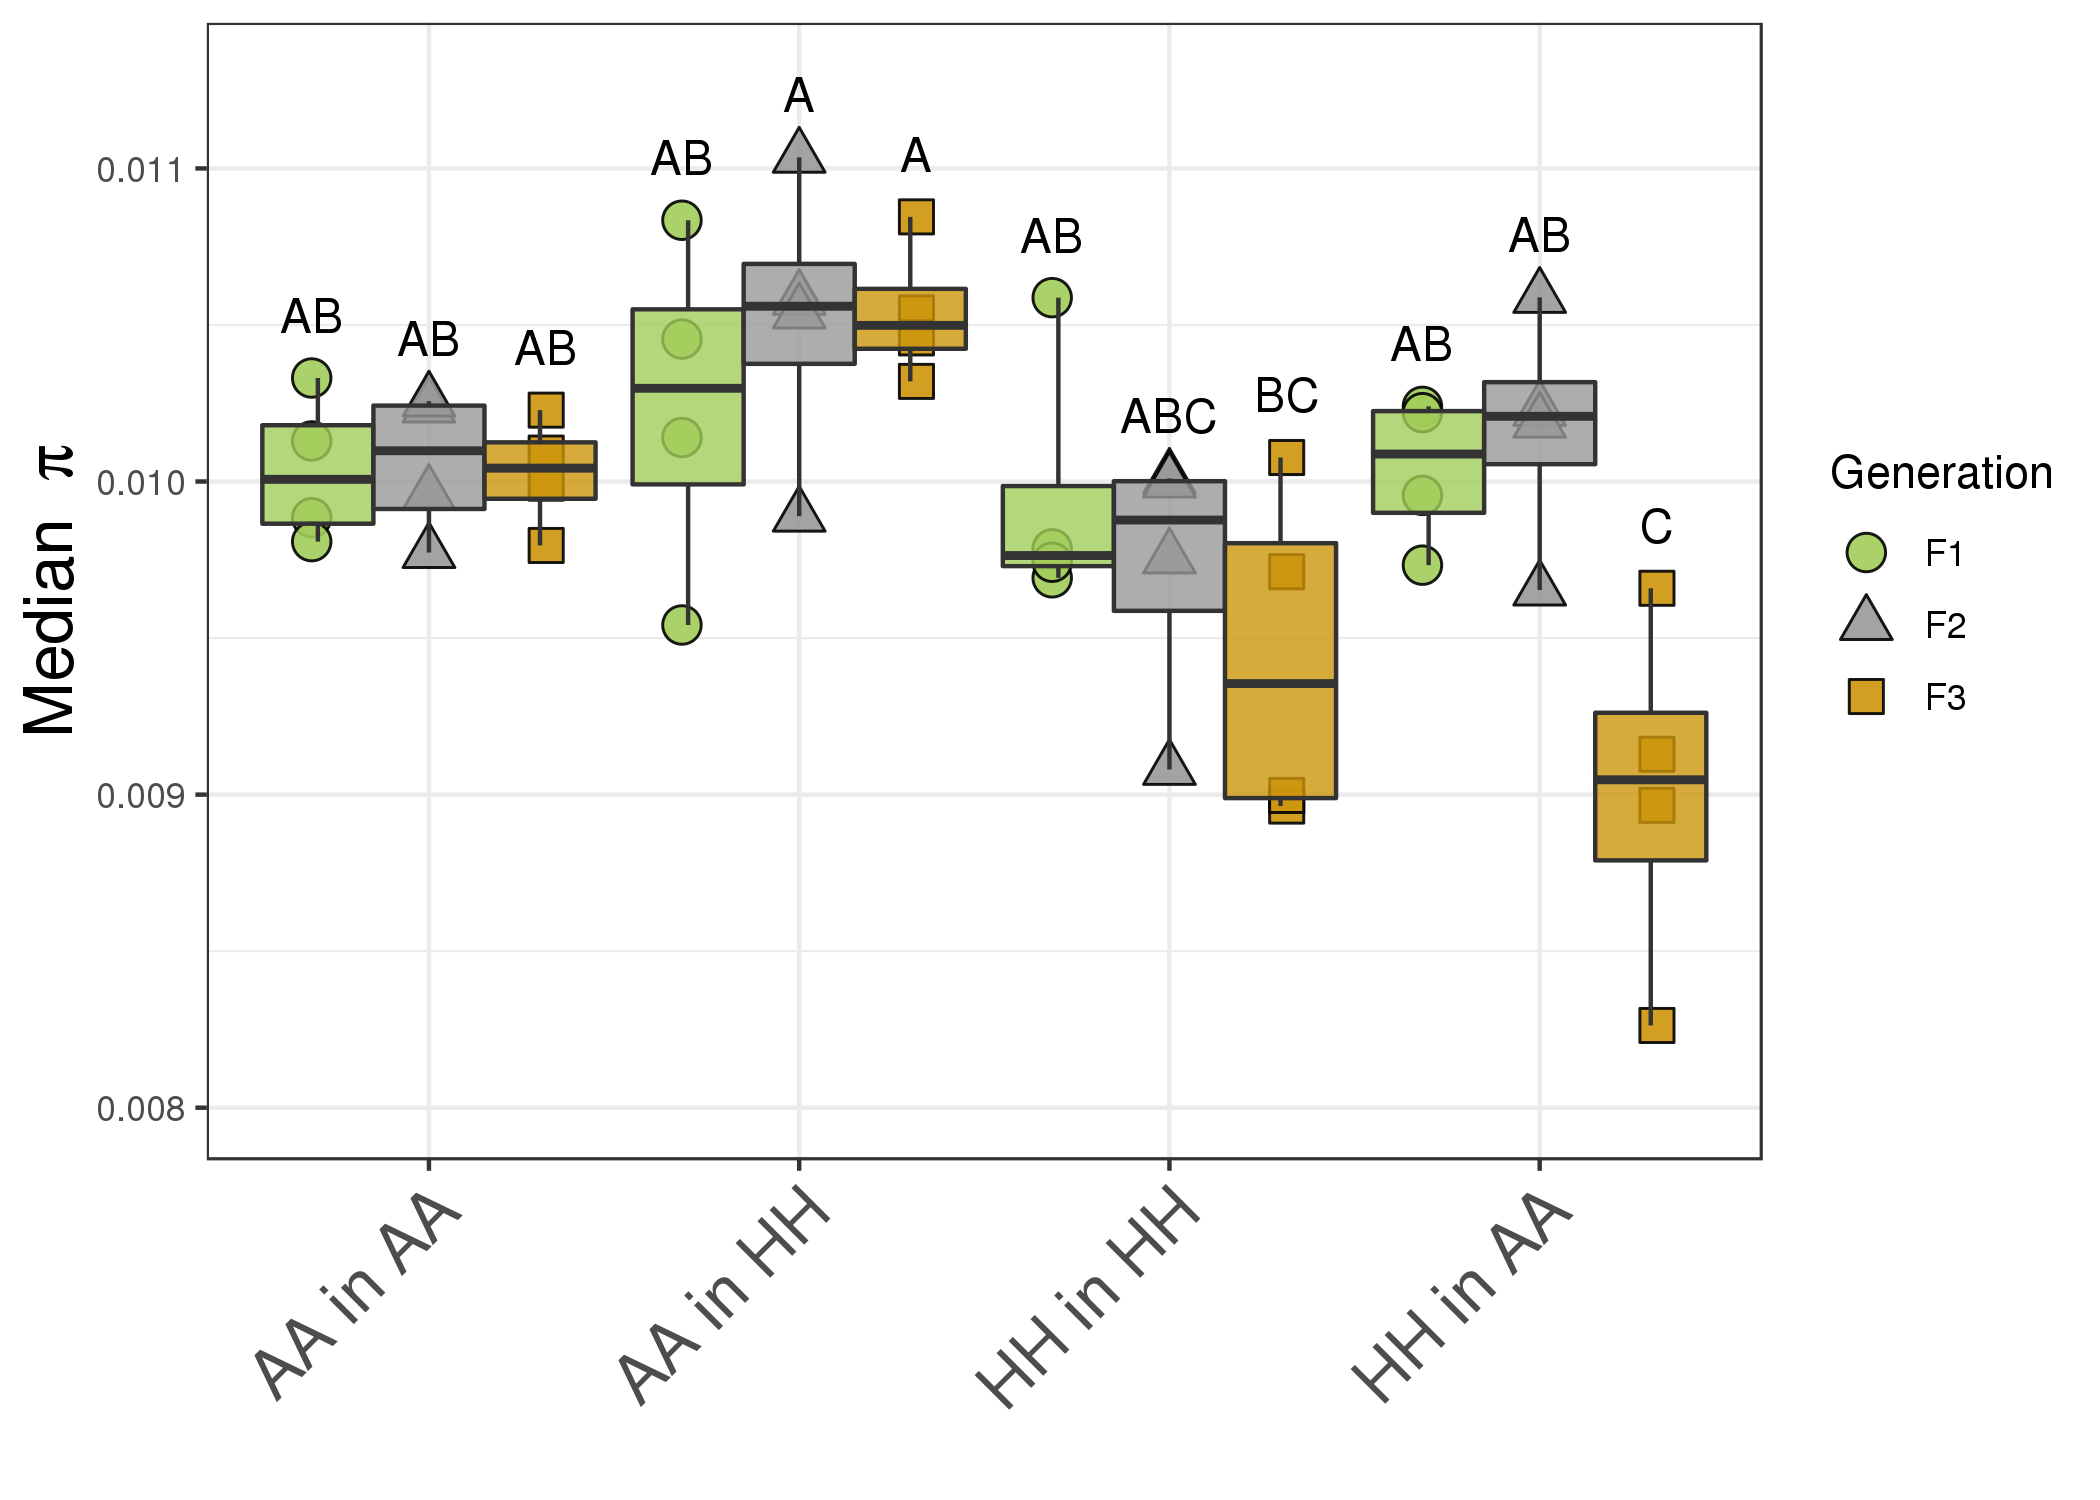 A
AB
A
AB
AB
AB
AB
AB
AB
ABC
BC
AB
C
0.011
0.010
0.009
0.008
Median π
AA in AA
AA in HH
HH in HH
HH in AA
Generation
F1
F2
F3